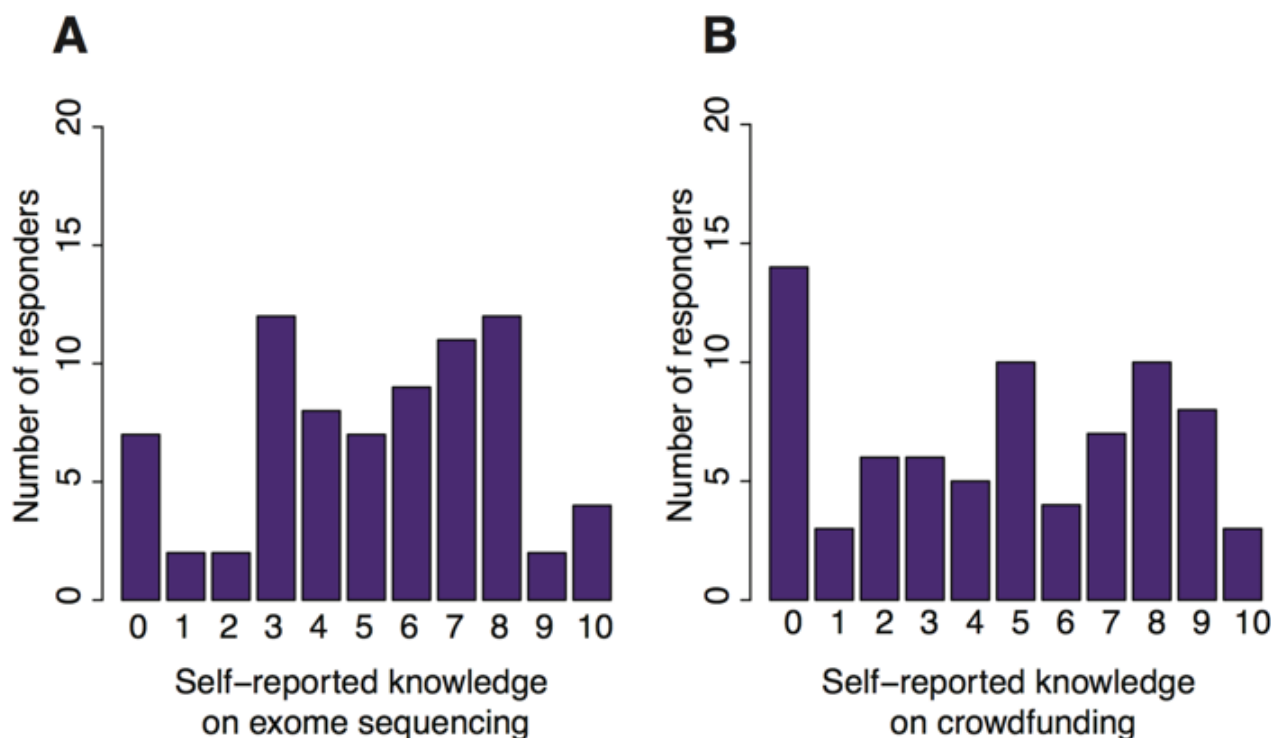 A
Number of responders
20
15
10
5
0
0 1 2 3 4 5 6 7 8 9 10
Self-reported knowledge
on exome sequencing
B
Number of responders
20
15
10
5
0
0 1 2 3 4 5 6 7 8 9 10
Self-reported knowledge
on crowdfunding